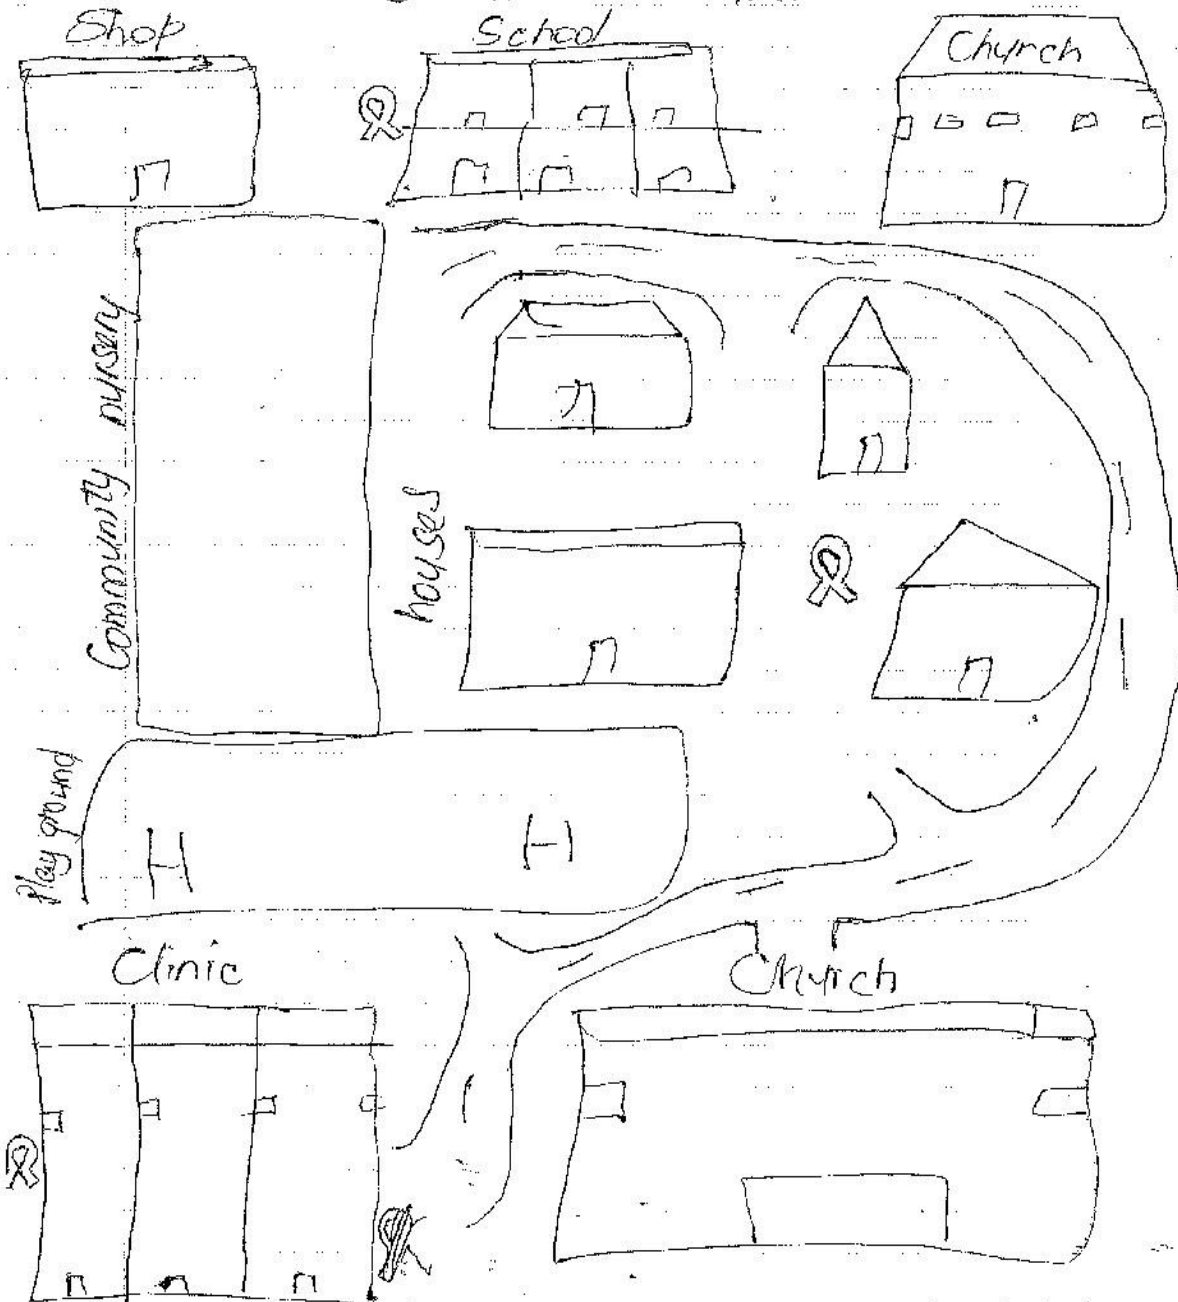 Shop
School
Church
Community nursery
houses
Play ground
Clinic
Church